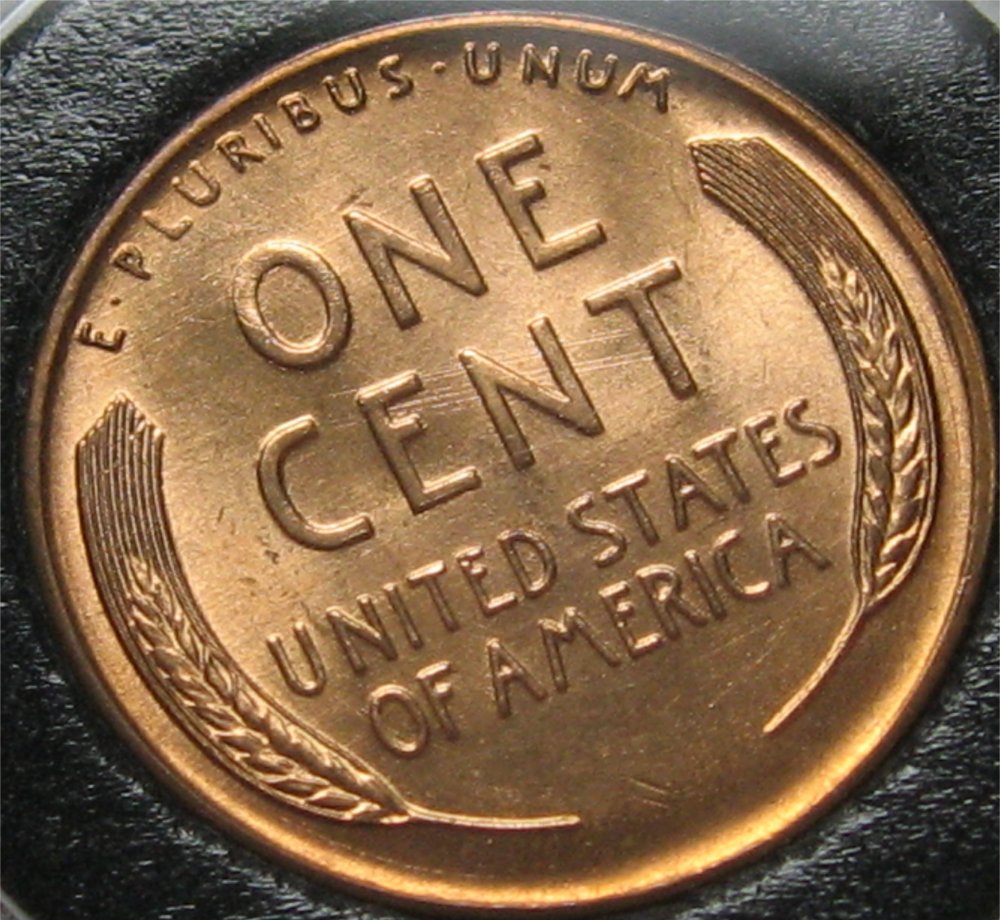 E · PLURIBUS · UNUM
ONE
CENT
UNITED STATES
OF AMERICA